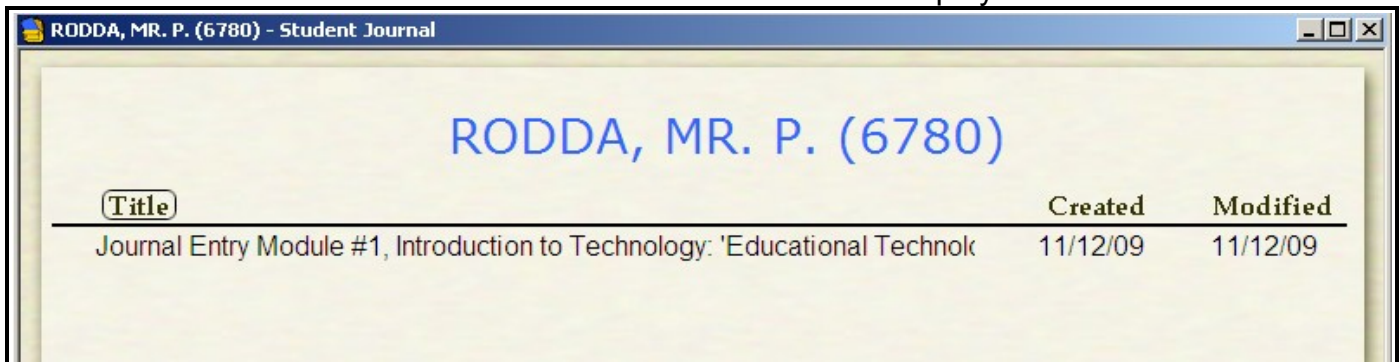 RODDA, MR. P. (6780) - Student Journal
RODDA, MR. P. (6780)
Title Created Modified
Journal Entry Module #1, Introduction to Technology: 'Educational 11/12/09 11/12/09